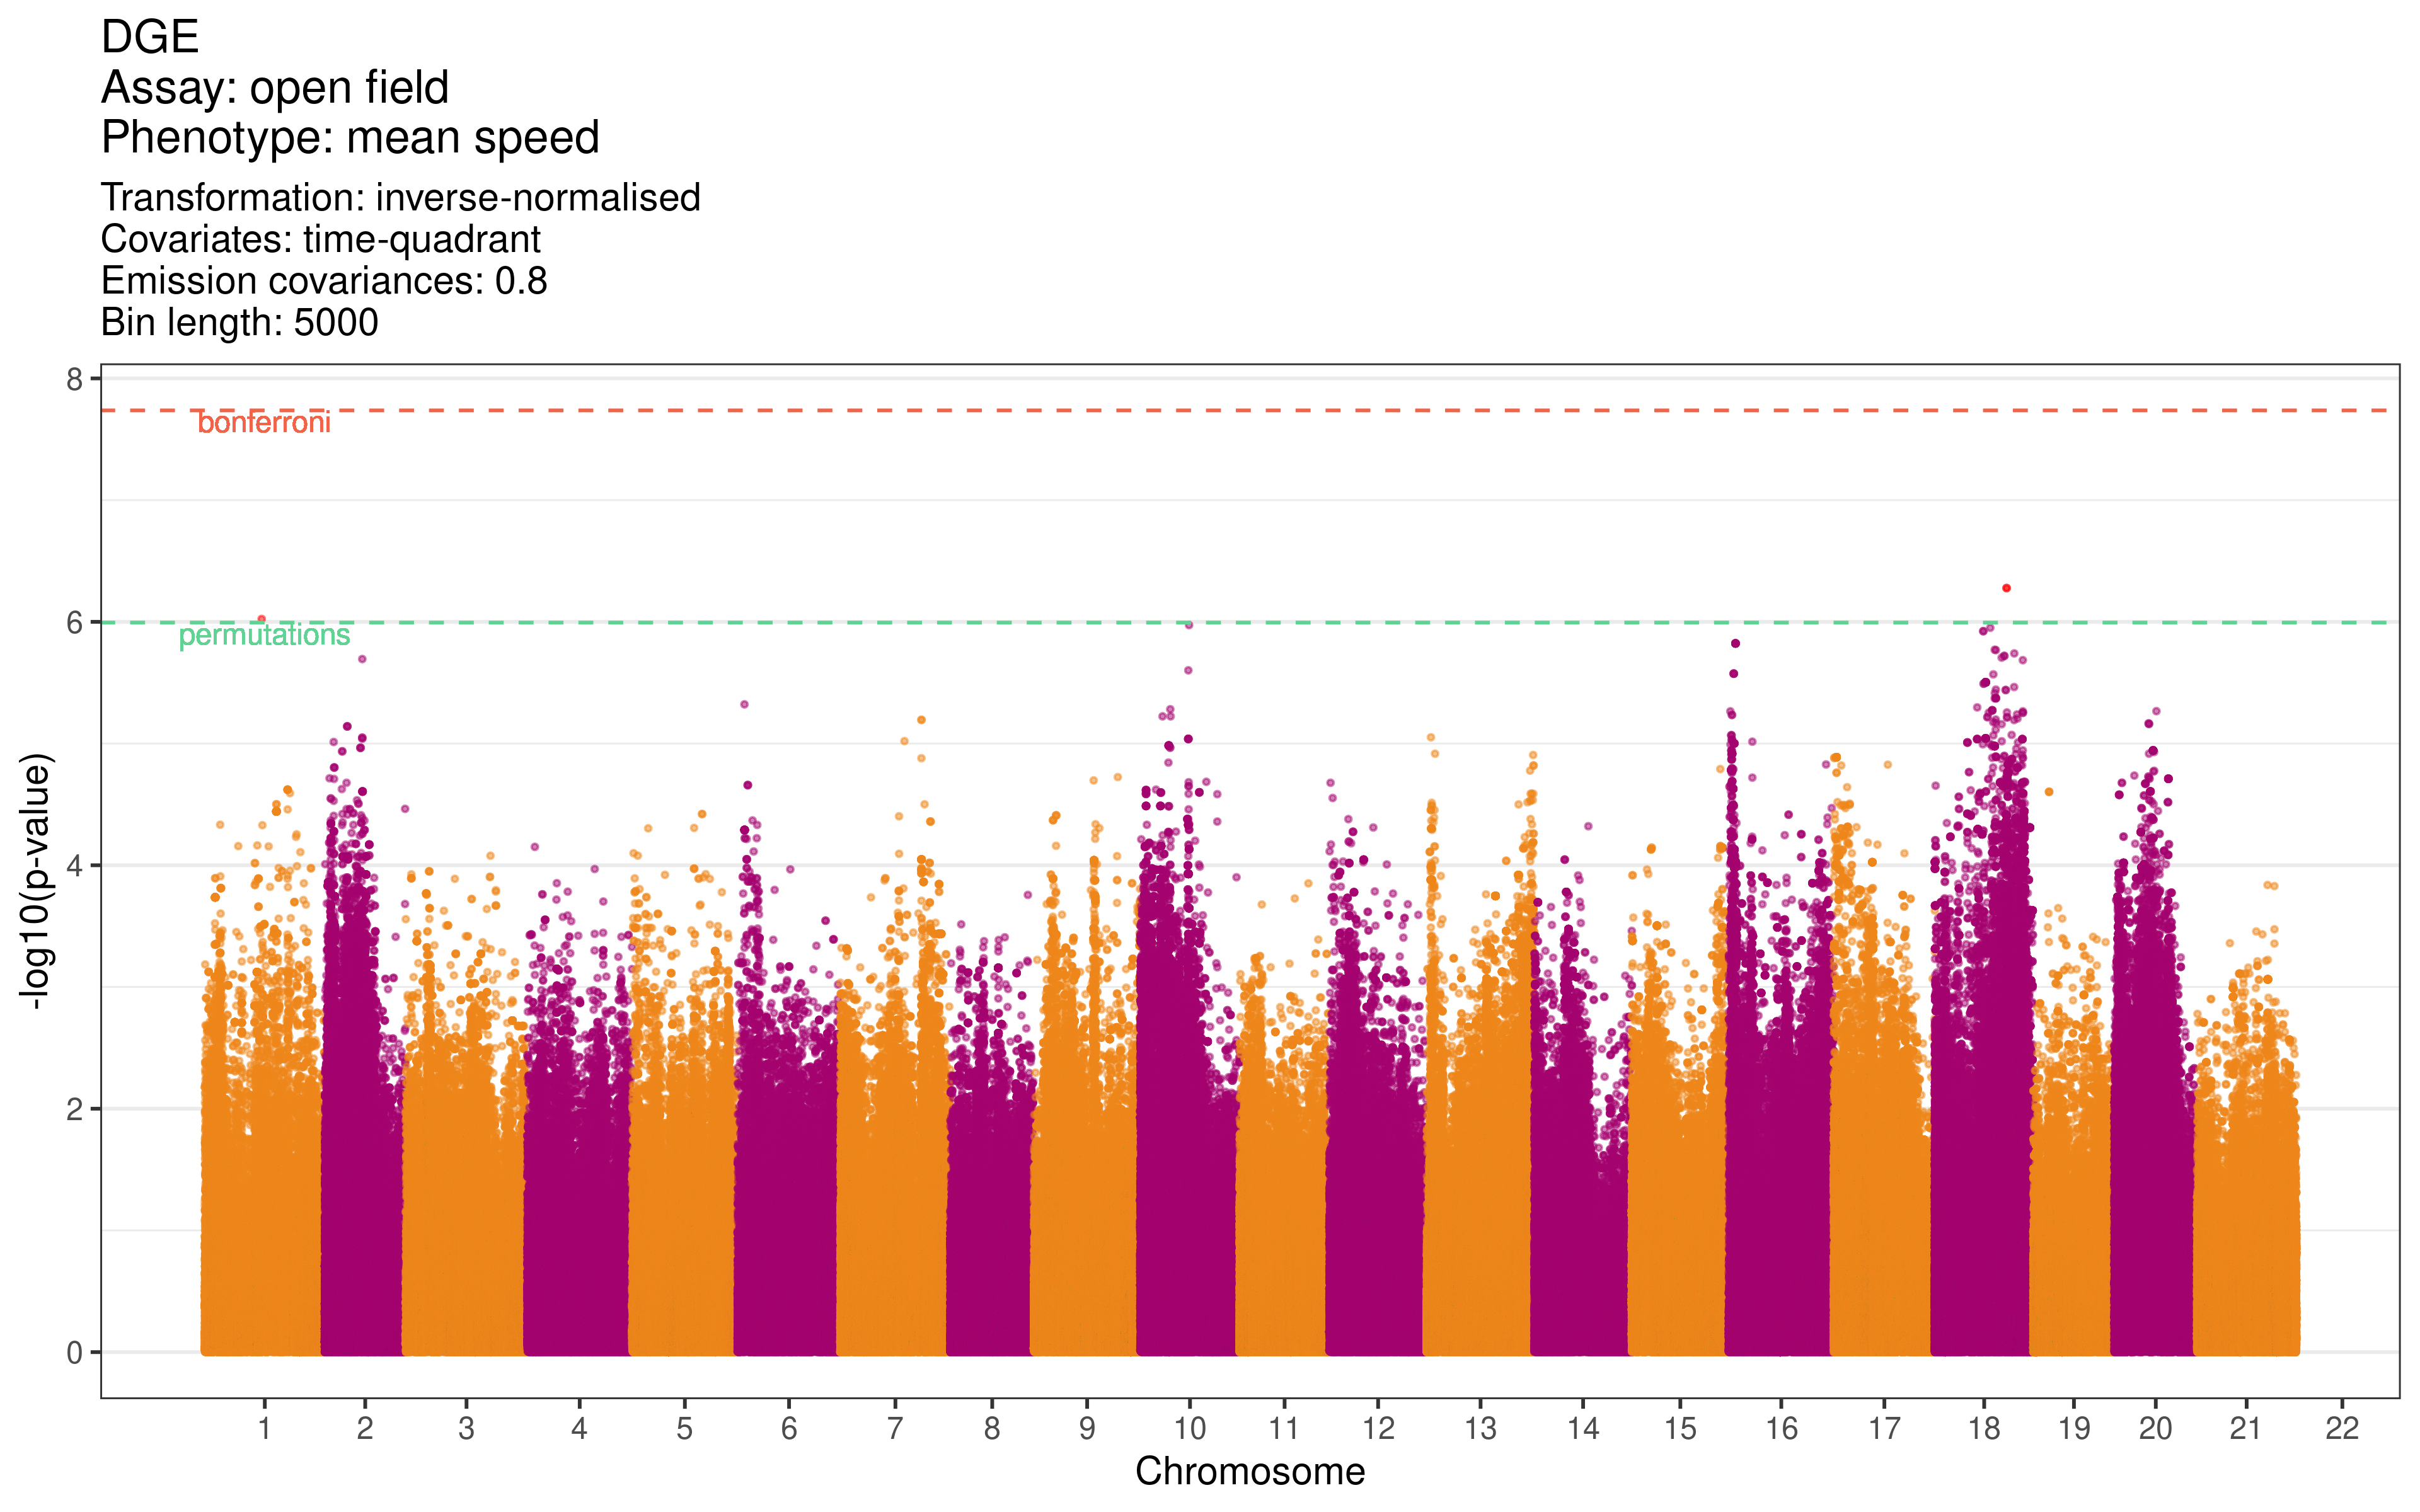 DGE
Assay: open field
Phenotype: mean speed
Transformation: inverse-normalised
Covariates: time-quadrant
Emission covariances: 0.8
Bin length: 5000
8
bonferroni
6
permutations
4
2
0
-log10(p-value)
1 2 3 4 5 6 7 8 9 10 11 12 13 14 15 16 17 18 19 20 21 22
Chromosome